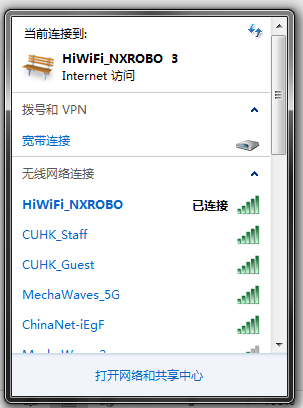 当前连接到:
HiWiFi_NXROBO 3
Internet 访问
拨号和 VPN
宽带连接
无线网络连接
HiWiFi_NXROBO 已连接
CUHK_Staff
CUHK_Guest
MechaWaves_5G
ChinaNet-iEgF
打开网络和共享中心